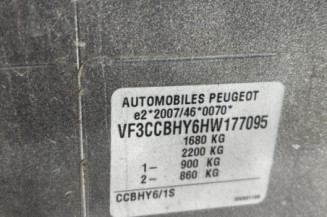 AUTOMOBILES PEUGEOT
e2*2007/46*0070*
VF3CCBHY6HW177095
1680 KG
2200 KG
1- 900 KG
2- 860 KG
CCBHY6/1S